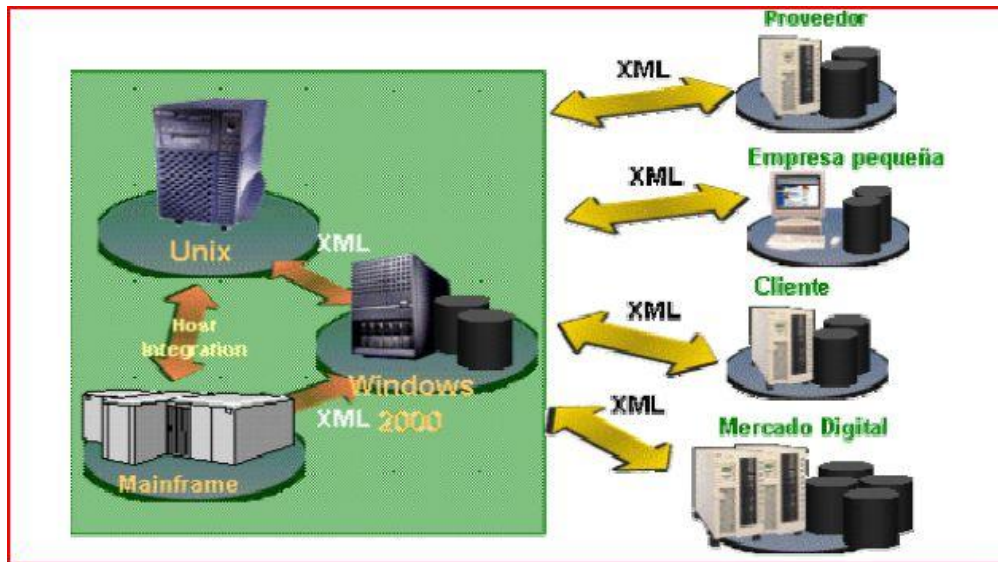 Proveedor
XML
Empresa pequeña
XML
Unix
XML
Cliente
XML
Host
Integration
Windows
2000
XML
XML
Mercado Digital
Mainframe